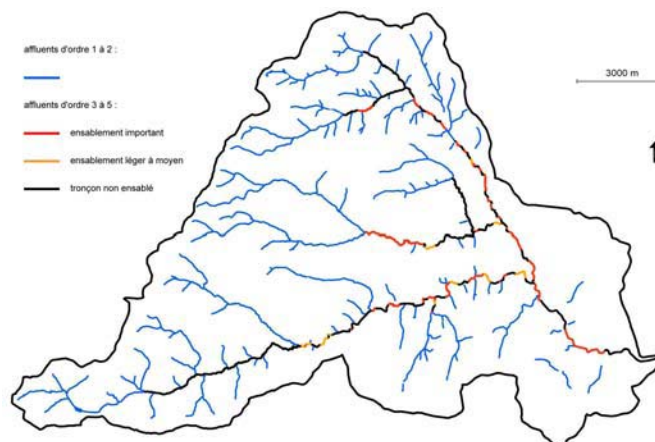 affluents d'ordre 1 à 2 :
3000 m
affluents d'ordre 3 à 5 :
ensablement important
ensablement léger à moyen
tronçon non ensablé